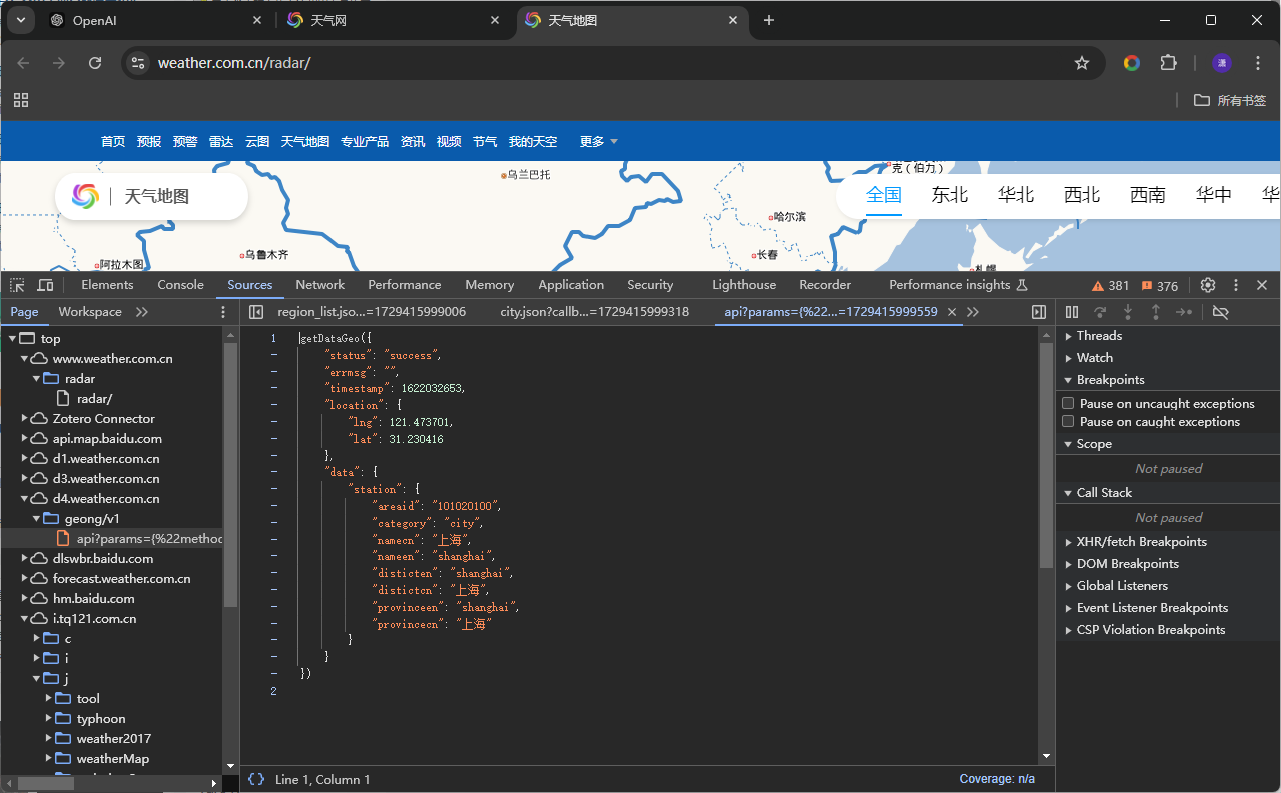 OpenAI
天气网
天气地图
weather.com.cn/radar/
所有书签
首页 预报 预警 雷达 云图 天气地图 专业产品 资讯 视频 节气 我的天空 更多
天气地图
乌兰巴托
克（伯力）
全国 东北 华北 西北 西南 华中 华
哈尔滨
乌鲁木齐
长春
阿拉木图
札幌
Elements Console Sources Network Performance Memory Application Security Lighthouse Recorder Performance insights 381 376
Page Workspace
region_list.jso...=1729415999006 city.json?callb...=1729415999318 api?params={%22...=1729415999559
top
www.weather.com.cn
radar
radar/
Zotero Connector
api.map.baidu.com
d1.weather.com.cn
d3.weather.com.cn
d4.weather.com.cn
geong/v1
api?params={%22method
dlswbr.baidu.com
forecast.weather.com.cn
hm.baidu.com
i.tq121.com.cn
c
i
j
tool
typhoon
weather2017
weatherMap
1 getDataGeo({
- "status": "success",
- "errmsg": "",
- "timestamp": 1622032653,
- "location": {
- "lng": 121.473701,
- "lat": 31.230416
- },
- "data": {
- "station": {
- "areaid": "101020100",
- "category": "city",
- "namecn": "上海",
- "nameen": "shanghai",
- "disticten": "shanghai",
- "distictcn": "上海",
- "provinceen": "shanghai",
- "provincecn": "上海"
- }
- }
- })
2
{} Line 1, Column 1
Coverage: n/a
Threads
Watch
Breakpoints
Pause on uncaught exceptions
Pause on caught exceptions
Scope
Not paused
Call Stack
Not paused
XHR/fetch Breakpoints
DOM Breakpoints
Global Listeners
Event Listener Breakpoints
CSP Violation Breakpoints